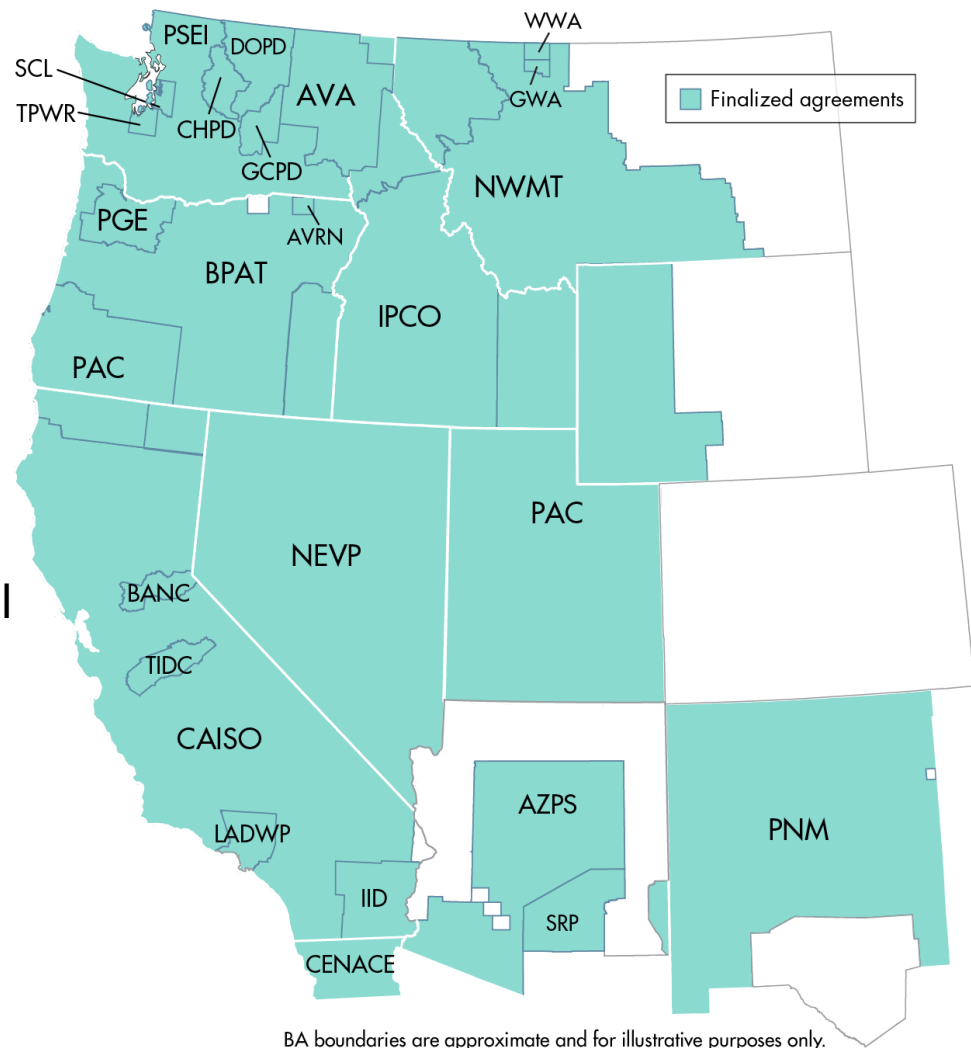 WWA
PSEI
DOPD
SCL
AVA
GWA
Finalized agreements
TPWR
CHPD
GCPD
NWMT
PGE
AVRN
BPAT
IPCO
PAC
PAC
NEVP
BANC
l
TIDC
CAISO
AZPS
LADWP
PNM
IID
SRP
CENACE
BA boundaries are approximate and for illustrative purposes only.